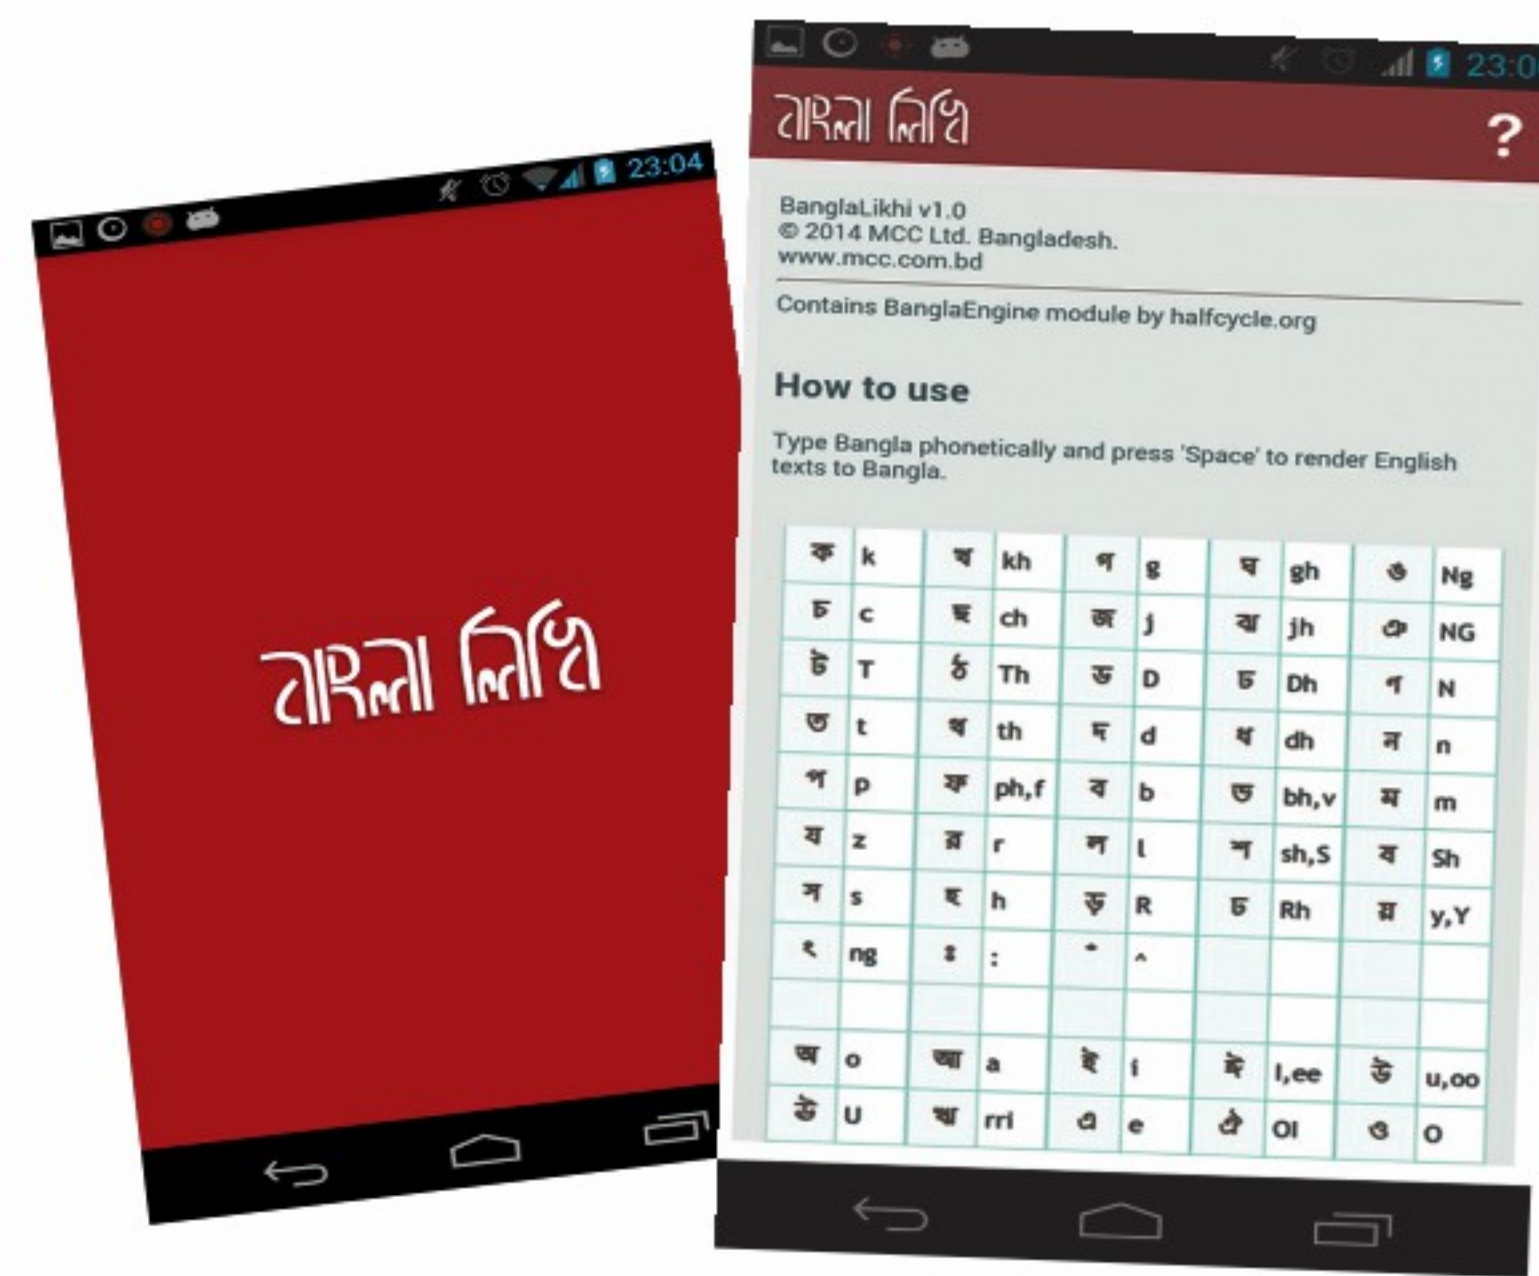 23:04
বাংলা লিখি
23:0
বাংলা লিখি ?
BanglaLikhi v1.0
© 2014 MCC Ltd. Bangladesh.
www.mcc.com.bd
Contains BanglaEngine module by halfcycle.org
How to use
Type Bangla phonetically and press 'Space' to render English
texts to Bangla.
ক k খ kh গ g ঘ gh ঙ Ng
চ c ছ ch জ j ঝ jh ঞ NG
ট T ঠ Th ড D ঢ Dh ণ N
ত t থ th দ d ধ dh ন n
প p ফ ph,f ব b ভ bh,v ম m
য z র r ল l শ sh,S ষ Sh
স s হ h ড় R ঢ় Rh য় y,Y
ং ng ঃ : ঁ ^
অ o আ a ই i ঈ I,ee উ u,oo
ঊ U ঋ rri এ e ঐ OI ও O